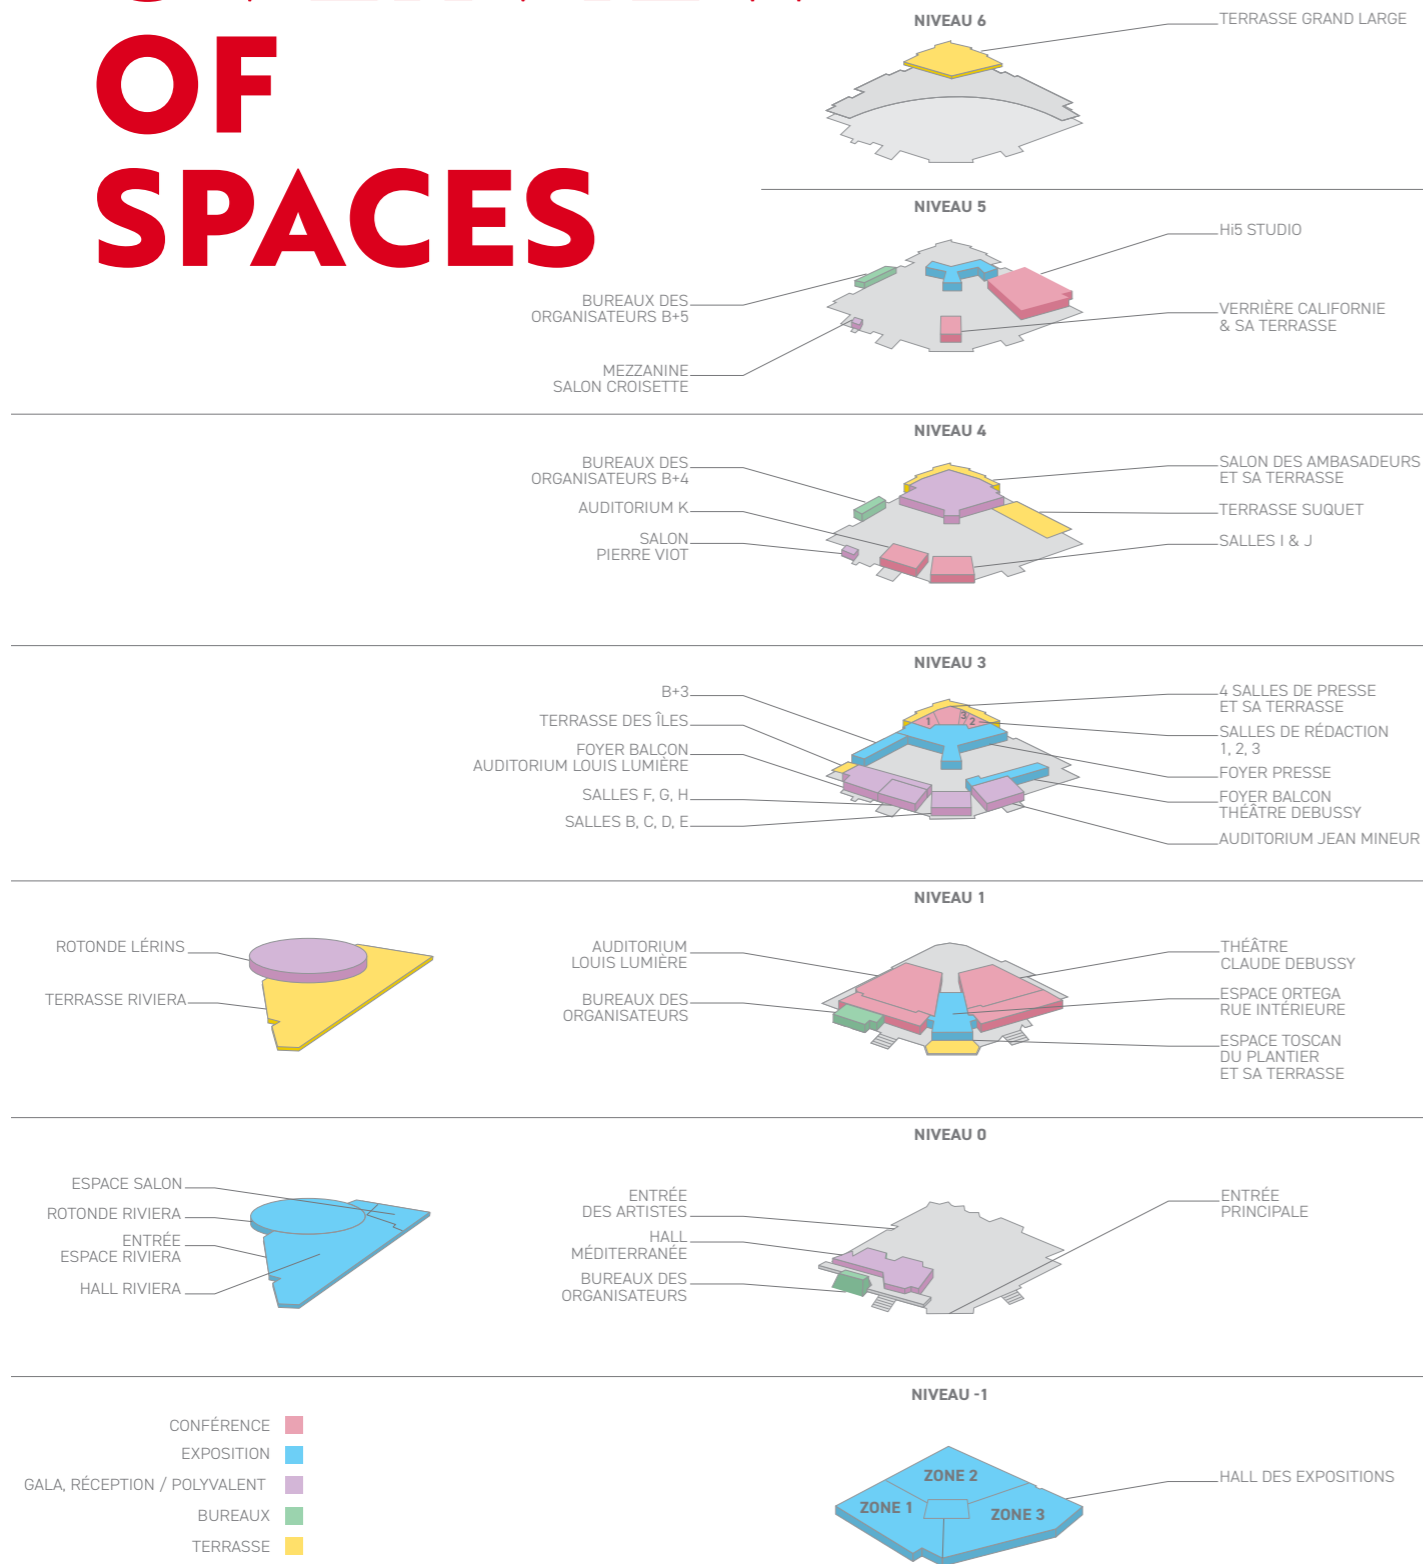 OF
SPACES
NIVEAU 6
TERRASSE GRAND LARGE
NIVEAU 5
BUREAUX DES
ORGANISATEURS B+5
MEZZANINE
SALON CROISETTE
Hi5 STUDIO
VERRIÈRE CALIFORNIE
& SA TERRASSE
NIVEAU 4
BUREAUX DES
ORGANISATEURS B+4
AUDITORIUM K
SALON
PIERRE VIOT
SALON DES AMBASADEURS
ET SA TERRASSE
TERRASSE SUQUET
SALLES I & J
NIVEAU 3
B+3
TERRASSE DES ÎLES
FOYER BALCON
AUDITORIUM LOUIS LUMIÈRE
SALLES F, G, H
SALLES B, C, D, E
1
3
2
4 SALLES DE PRESSE
ET SA TERRASSE
SALLES DE RÉDACTION
1, 2, 3
FOYER PRESSE
FOYER BALCON
THÉÂTRE DEBUSSY
AUDITORIUM JEAN MINEUR
NIVEAU 1
ROTONDE LÉRINS
TERRASSE RIVIERA
AUDITORIUM
LOUIS LUMIÈRE
BUREAUX DES
ORGANISATEURS
THÉÂTRE
CLAUDE DEBUSSY
ESPACE ORTEGA
RUE INTÉRIEURE
ESPACE TOSCAN
DU PLANTIER
ET SA TERRASSE
NIVEAU 0
ESPACE SALON
ROTONDE RIVIERA
ENTRÉE
ESPACE RIVIERA
HALL RIVIERA
ENTRÉE
DES ARTISTES
HALL
MÉDITERRANÉE
BUREAUX DES
ORGANISATEURS
ENTRÉE
PRINCIPALE
NIVEAU -1
CONFÉRENCE
EXPOSITION
GALA, RÉCEPTION / POLYVALENT
BUREAUX
TERRASSE
ZONE 2
ZONE 1
ZONE 3
HALL DES EXPOSITIONS